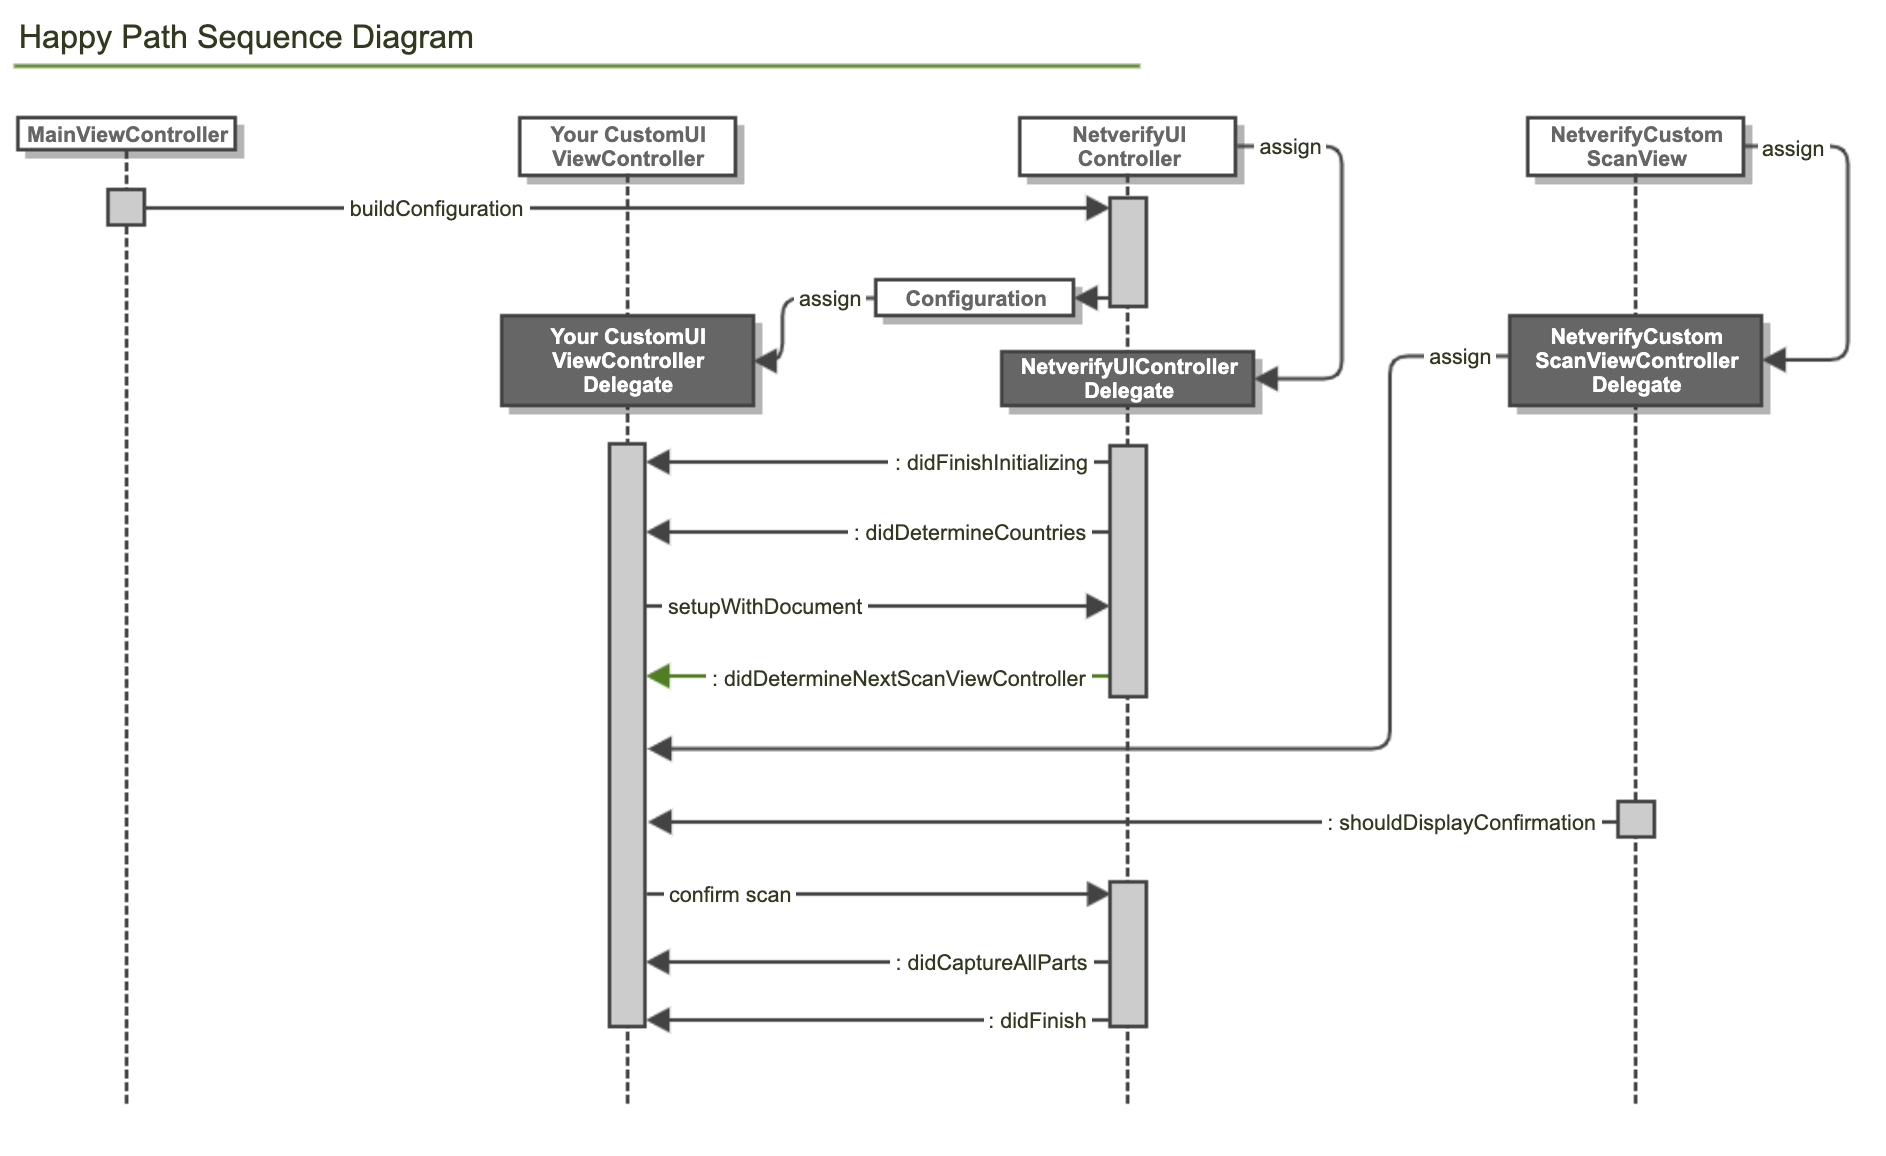 Happy Path Sequence Diagram
MainViewController
Your CustomUI
ViewController
NetverifyUI
Controller
assign
NetverifyCustom
ScanView
assign
buildConfiguration
assign
Configuration
Your CustomUI
ViewController
Delegate
NetverifyUIController
Delegate
assign
NetverifyCustom
ScanViewController
Delegate
: didFinishInitializing
: didDetermineCountries
setupWithDocument
: didDetermineNextScanViewController
: shouldDisplayConfirmation
confirm scan
: didCaptureAllParts
: didFinish